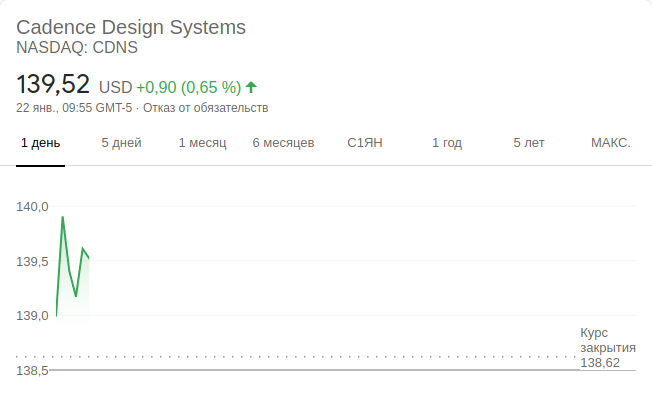 Cadence Design Systems
NASDAQ: CDNS
139,52 USD +0,90 (0,65 %)
22 янв., 09:55 GMT-5 · Отказ от обязательств
1 день 5 дней 1 месяц 6 месяцев С1ЯН 1 год 5 лет МАКС.
140,0
139,5
139,0
Курс
закрытия
138,62
138,5